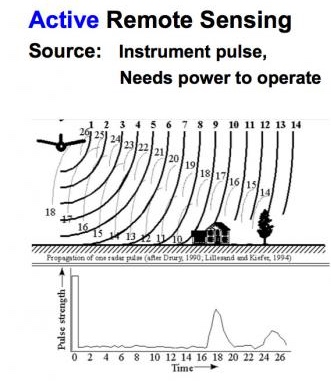 Active Remote Sensing
Source: Instrument pulse,
Needs power to operate
1 2 3 4 5 6 7 8 9 10 11 12 13 14
26 25 24 23 22 21 20 19 18 17 16 15 14
18 17 16 15 14 13 12 11 10
Propagation of one radar pulse (after Drury, 1990; Lillesand and Kiefer, 1994)
Pulse strength
0 2 4 6 8 10 12 14 16 18 20 22 24 26
Time